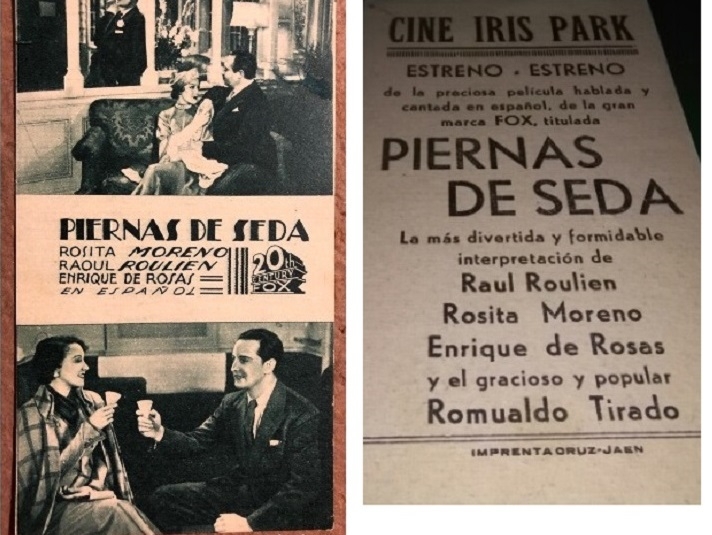 PIERNAS DE SEDA
ROSITA MORENO
RAOUL ROULIEN
ENRIQUE DE ROSAS
EN ESPAÑOL
20th
CENTURY
FOX
CINE IRIS PARK
ESTRENO - ESTRENO
de la preciosa película hablada y
cantada en español, de la gran
marca FOX, titulada
PIERNAS
DE SEDA
La más divertida y formidable
interpretación de
Raul Roulien
Rosita Moreno
Enrique de Rosas
y el gracioso y popular
Romualdo Tirado
IMPRENTA CRUZ-JAEN